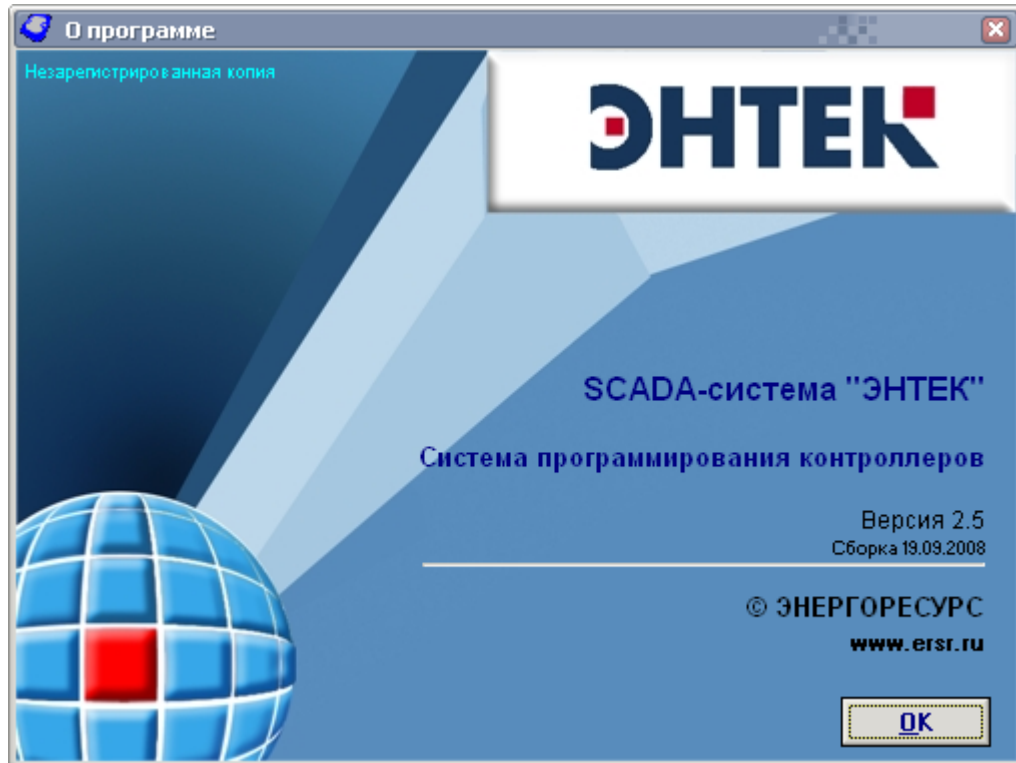 О программе
Незарегистрированная копия
ЭНТЕК
SCADA-система "ЭНТЕК"
Система программирования контроллеров
Версия 2.5
Сборка 19.09.2008
© ЭНЕРГОРЕСУРС
www.ersr.ru
OK